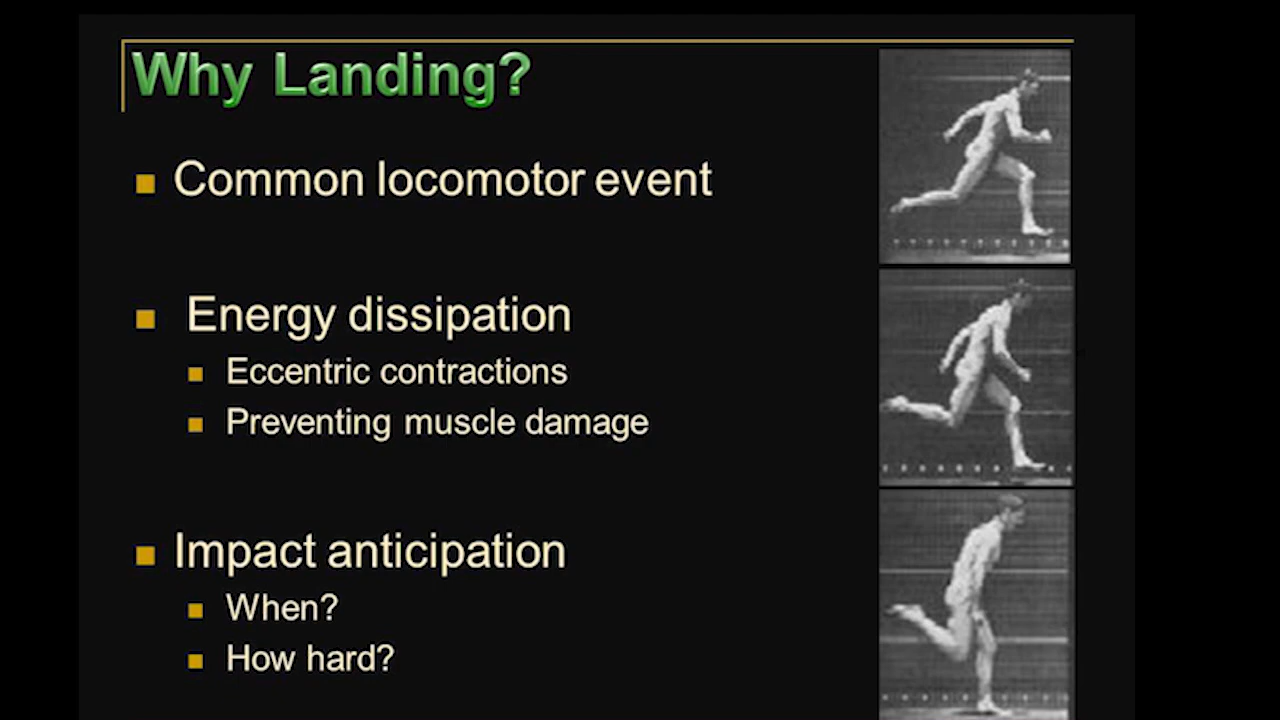 Why Landing?
Common locomotor event
Energy dissipation
Eccentric contractions
Preventing muscle damage
Impact anticipation
When?
How hard?